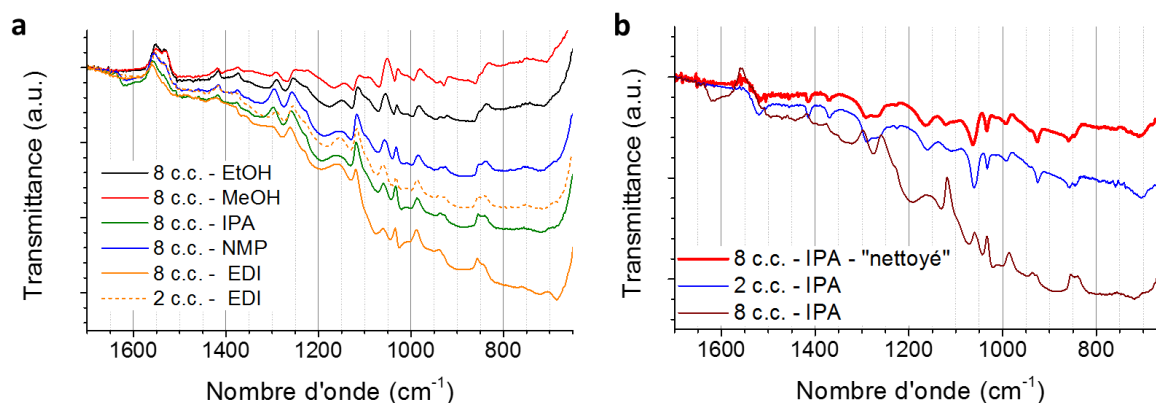 a
Transmittance (a.u.)
8 c.c. - EtOH
8 c.c. - MeOH
8 c.c. - IPA
8 c.c. - NMP
8 c.c. - EDI
2 c.c. - EDI
1600 1400 1200 1000 800
Nombre d'onde (cm⁻¹)
b
Transmittance (a.u.)
8 c.c. - IPA - "nettoyé"
2 c.c. - IPA
8 c.c. - IPA
1600 1400 1200 1000 800
Nombre d'onde (cm⁻¹)